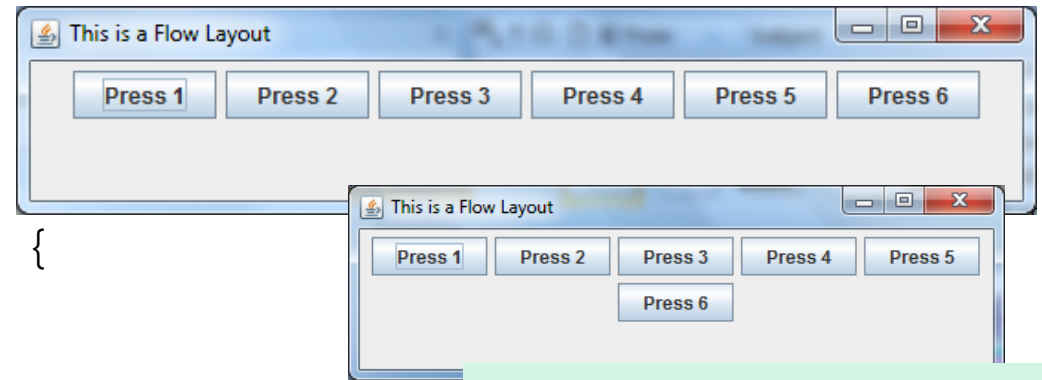 This is a Flow Layout
Press 1 Press 2 Press 3 Press 4 Press 5 Press 6
This is a Flow Layout
{
Press 1 Press 2 Press 3 Press 4 Press 5
Press 6